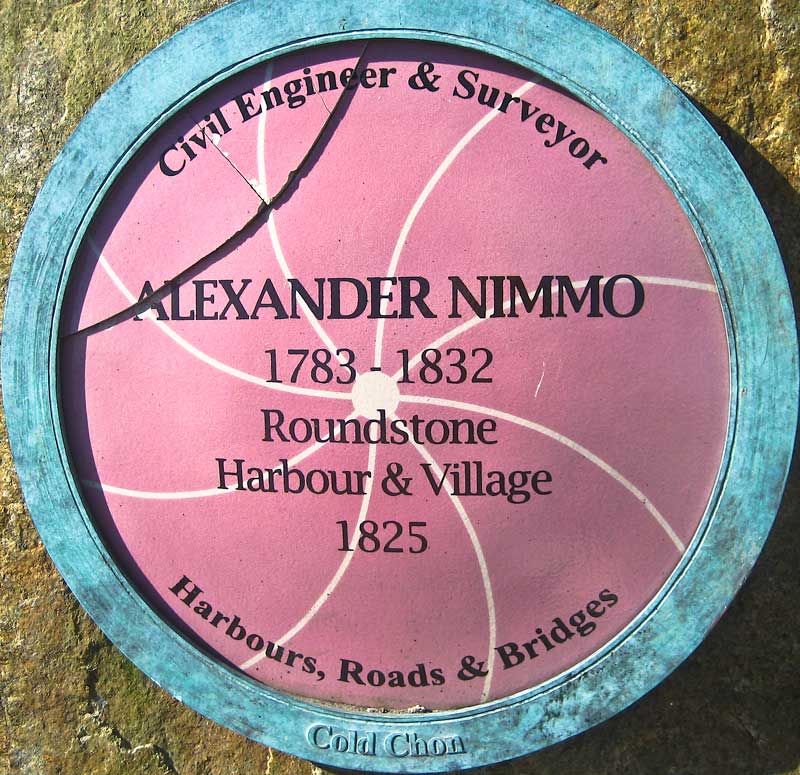 Civil Engineer & Surveyor
ALEXANDER NIMMO
1783 - 1832
Roundstone
Harbour & Village
1825
Harbours, Roads & Bridges
Cold Chon